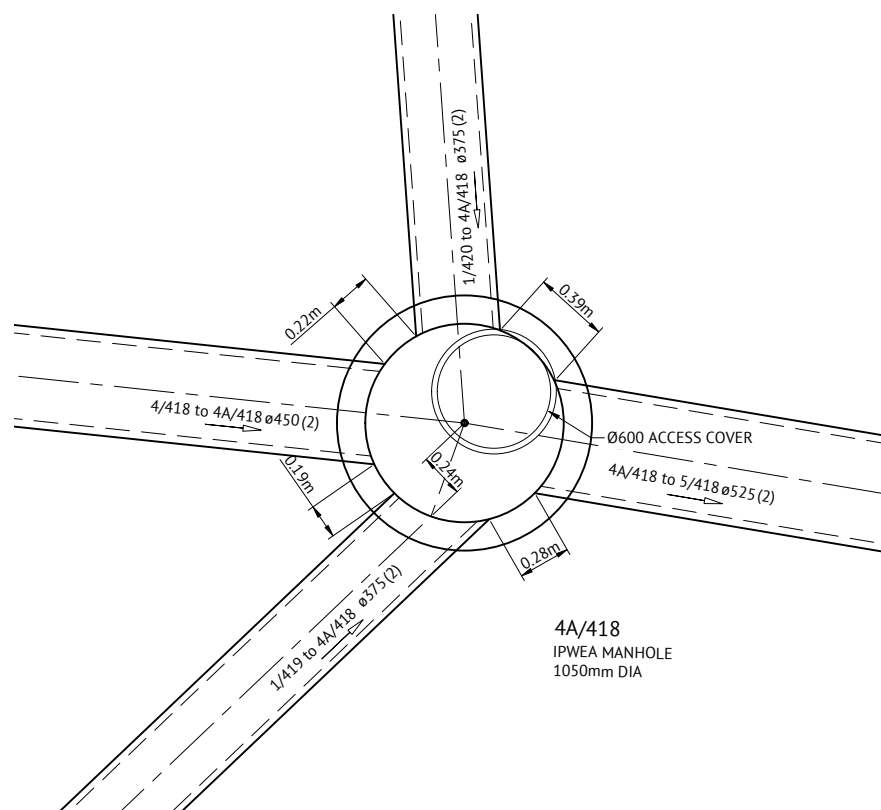 1/420 to 4A/418 ø375 (2)
0.39m
0.22m
4/418 to 4A/418 ø450 (2)
Ø600 ACCESS COVER
0.24m
0.19m
4A/418 to 5/418 ø525 (2)
0.28m
1/419 to 4A/418 ø375 (2)
4A/418
IPWEA MANHOLE
1050mm DIA